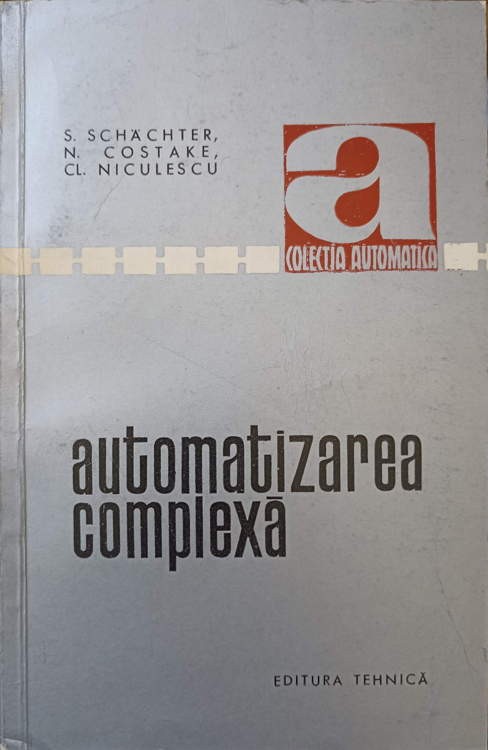 S. SCHÄCHTER,
N. COSTAKE,
CL. NICULESCU
a
COLECȚIA AUTOMATICA
automatizarea
complexă
EDITURA TEHNICĂ